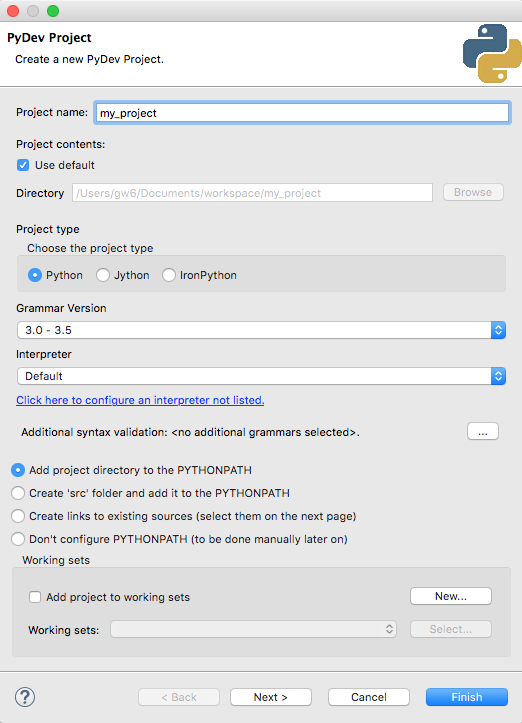 PyDev Project
Create a new PyDev Project.
Project name: my_project
Project contents:
Use default
Directory /Users/gw6/Documents/workspace/my_project Browse
Project type
Choose the project type
Python Jython IronPython
Grammar Version
3.0 - 3.5
Interpreter
Default
Click here to configure an interpreter not listed.
Additional syntax validation: <no additional grammars selected>. ...
Add project directory to the PYTHONPATH
Create 'src' folder and add it to the PYTHONPATH
Create links to existing sources (select them on the next page)
Don't configure PYTHONPATH (to be done manually later on)
Working sets
Add project to working sets New...
Working sets: Select...
? < Back Next > Cancel Finish